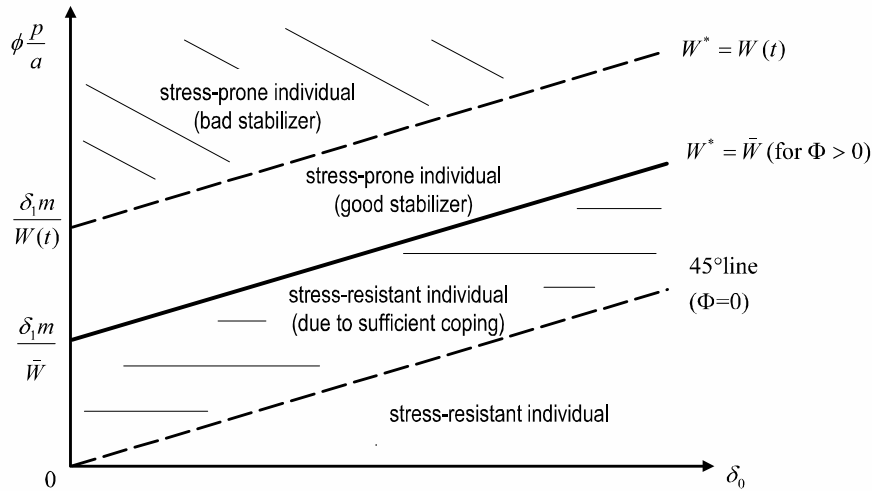 ϕ p/a
W* = W(t)
stress-prone individual
(bad stabilizer)
W* = W̄ (for Φ > 0)
stress-prone individual
(good stabilizer)
δ₁m/W(t)
45°line
(Φ=0)
stress-resistant individual
(due to sufficient coping)
δ₁m/W̄
stress-resistant individual
0
δ₀